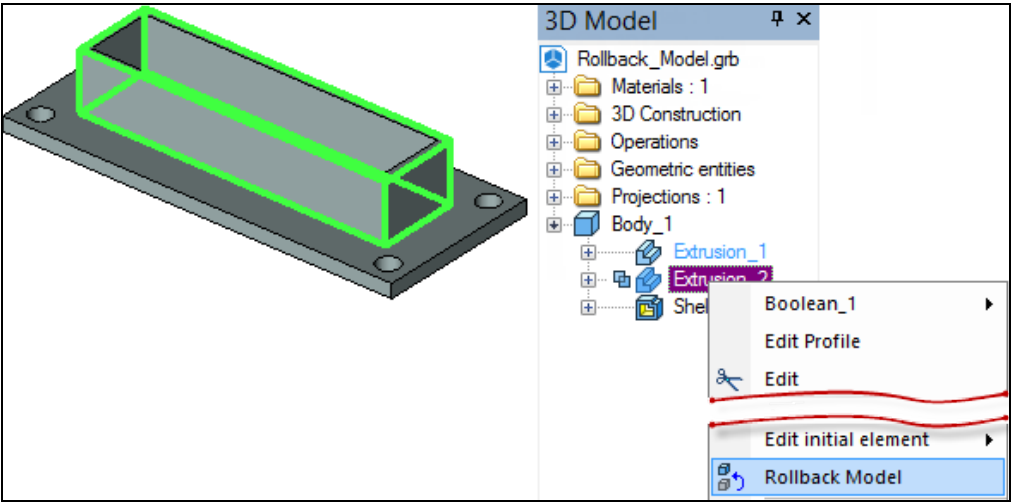 3D Model
Rollback_Model.grb
Materials : 1
3D Construction
Operations
Geometric entities
Projections : 1
Body_1
Extrusion_1
Extrusion_2
Shel
Boolean_1
Edit Profile
Edit
Edit initial element
Rollback Model